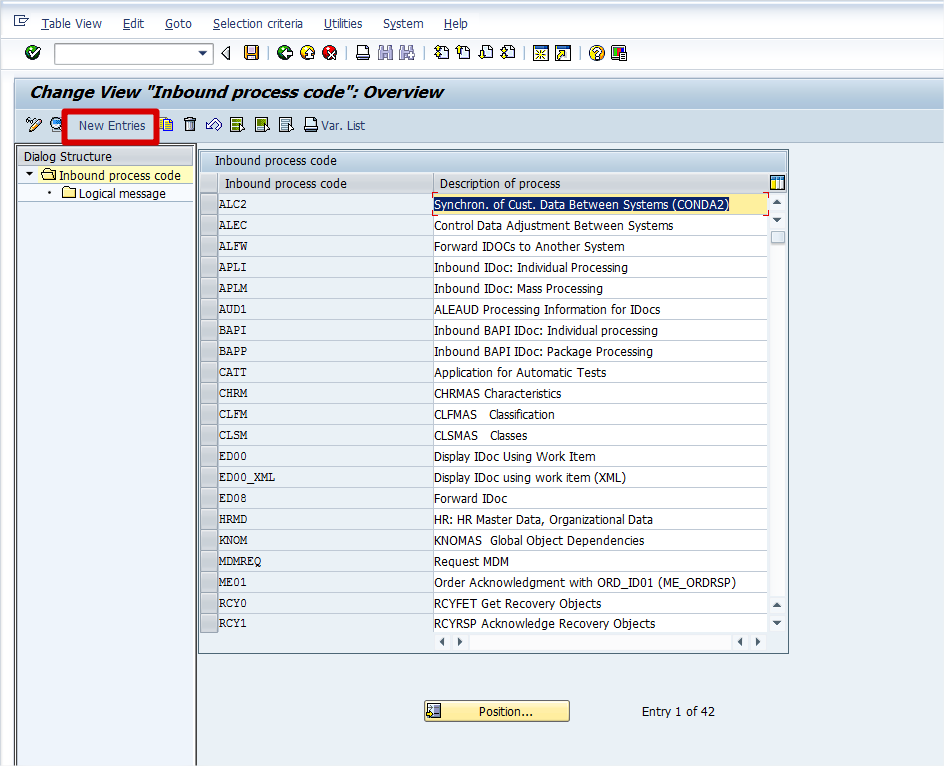 Table View Edit Goto Selection criteria Utilities System Help
Change View "Inbound process code": Overview
New Entries Var. List
Dialog Structure
Inbound process code
Logical message
Inbound process code
Inbound process code Description of process
ALC2 Synchron. of Cust. Data Between Systems (CONDA2)
ALEC Control Data Adjustment Between Systems
ALFW Forward IDOCs to Another System
APLI Inbound IDoc: Individual Processing
APLM Inbound IDoc: Mass Processing
AUD1 ALEAUD Processing Information for IDocs
BAPI Inbound BAPI IDoc: Individual processing
BAPP Inbound BAPI IDoc: Package Processing
CATT Application for Automatic Tests
CHRM CHRMAS Characteristics
CLFM CLFMAS Classification
CLSM CLSMAS Classes
ED00 Display IDoc Using Work Item
ED00_XML Display IDoc using work item (XML)
ED08 Forward IDoc
HRMD HR: HR Master Data, Organizational Data
KNOM KNOMAS Global Object Dependencies
MDMREQ Request MDM
ME01 Order Acknowledgment with ORD_ID01 (ME_ORDRSP)
RCY0 RCYFET Get Recovery Objects
RCY1 RCYRSP Acknowledge Recovery Objects
Position... Entry 1 of 42